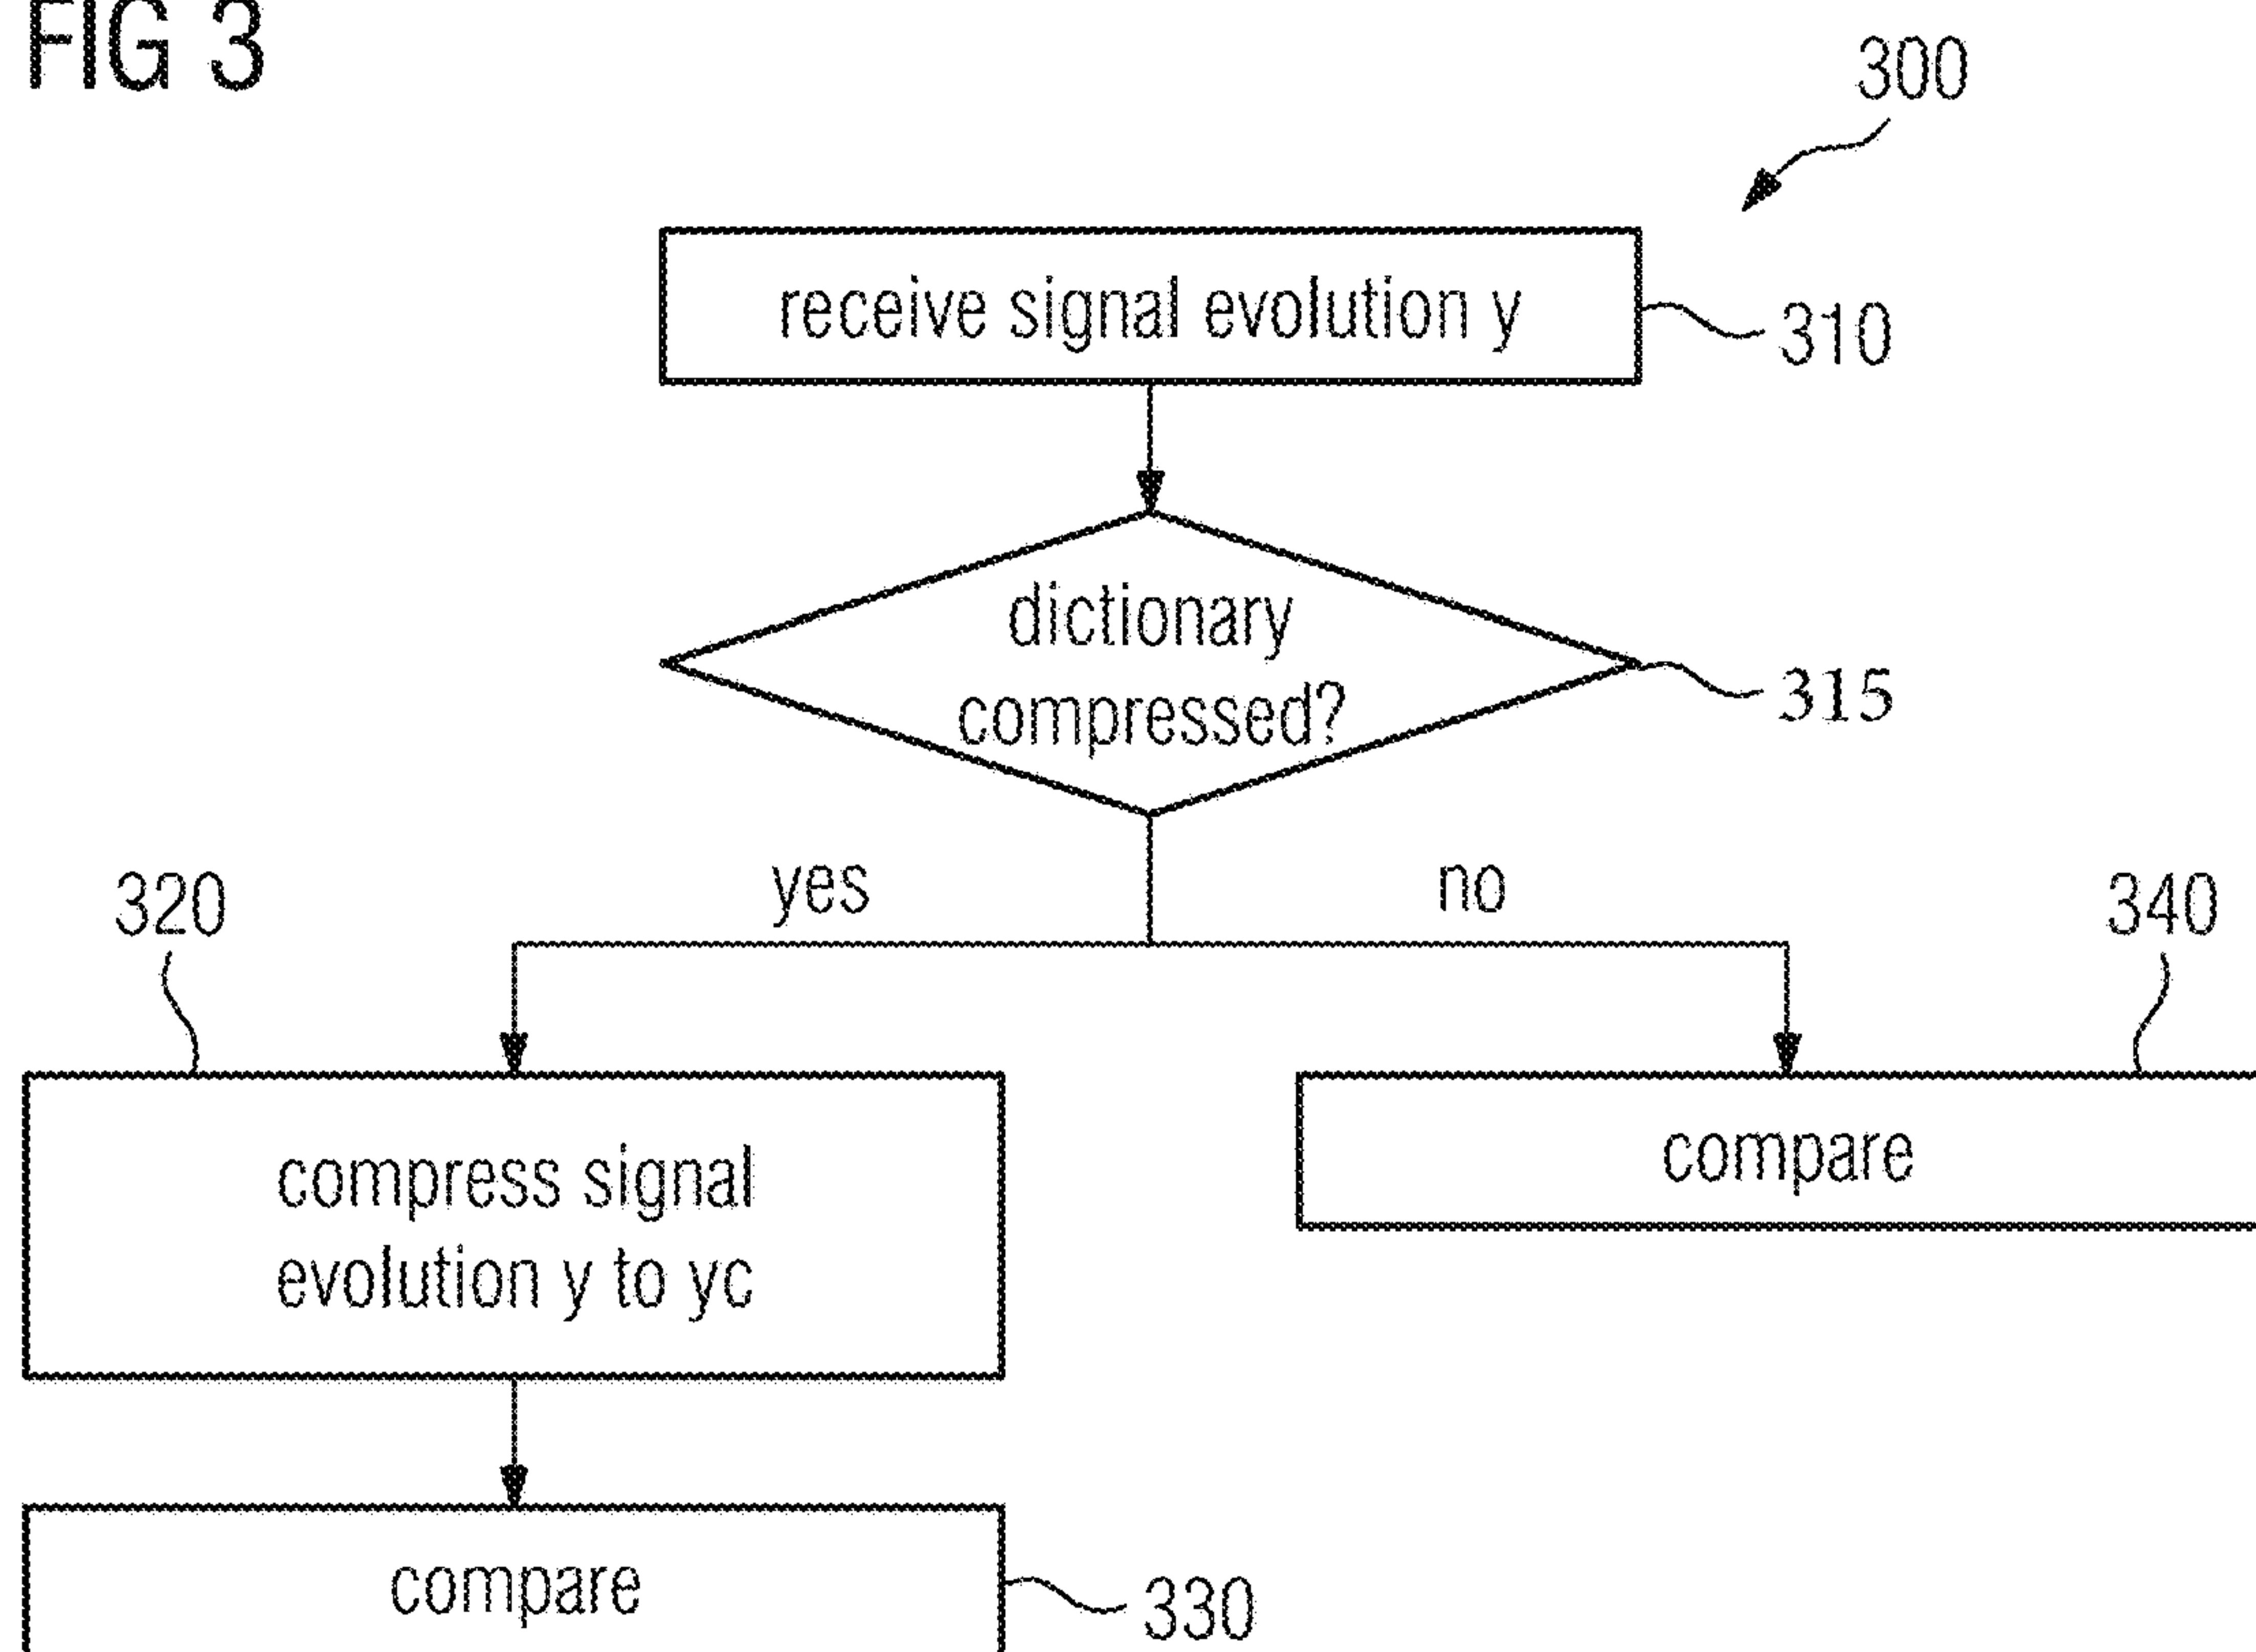 FIG 3
300
receive signal evolution y
310
dictionary
compressed?
315
yes
no
320
340
compress signal
evolution y to yc
compare
compare
330